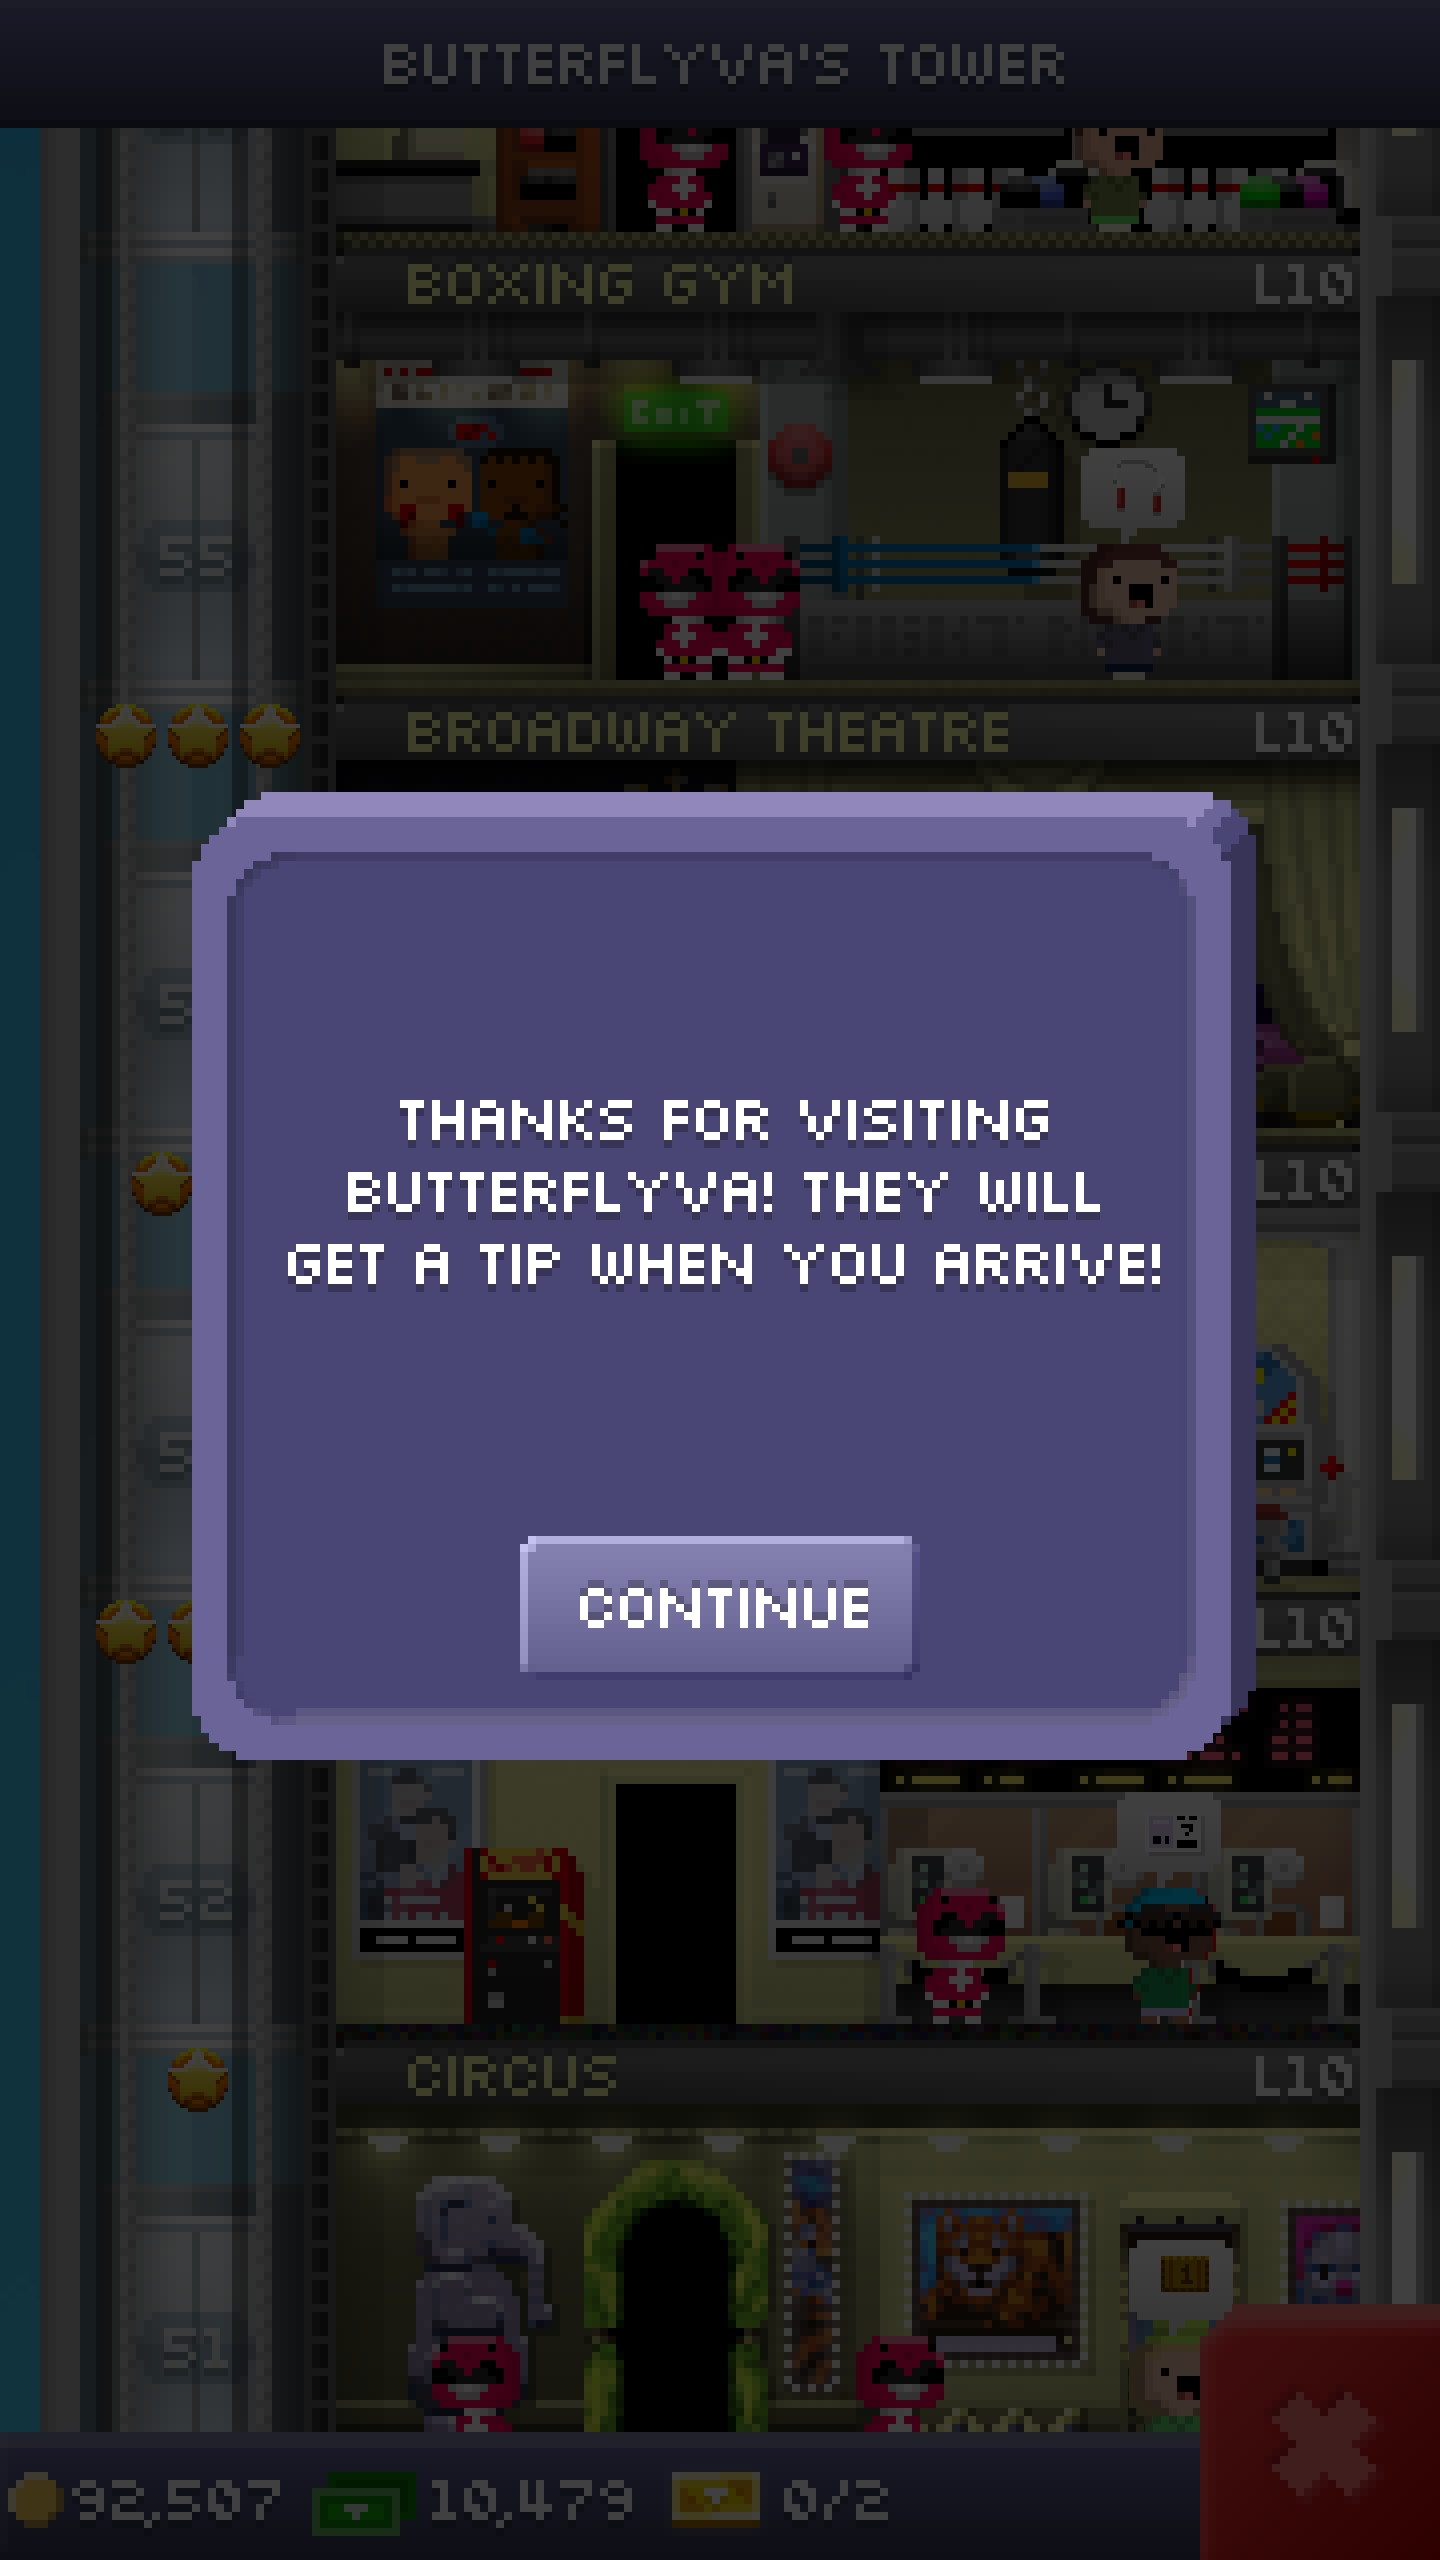 BUTTERFLYVA'S TOWER
BOXING GYM L10
EXIT
55
BROADWAY THEATRE L10
THANKS FOR VISITING
BUTTERFLYVA! THEY WILL
GET A TIP WHEN YOU ARRIVE!
L10
CONTINUE
L10
52
CIRCUS L10
1
51
92,507 10,479 0/2